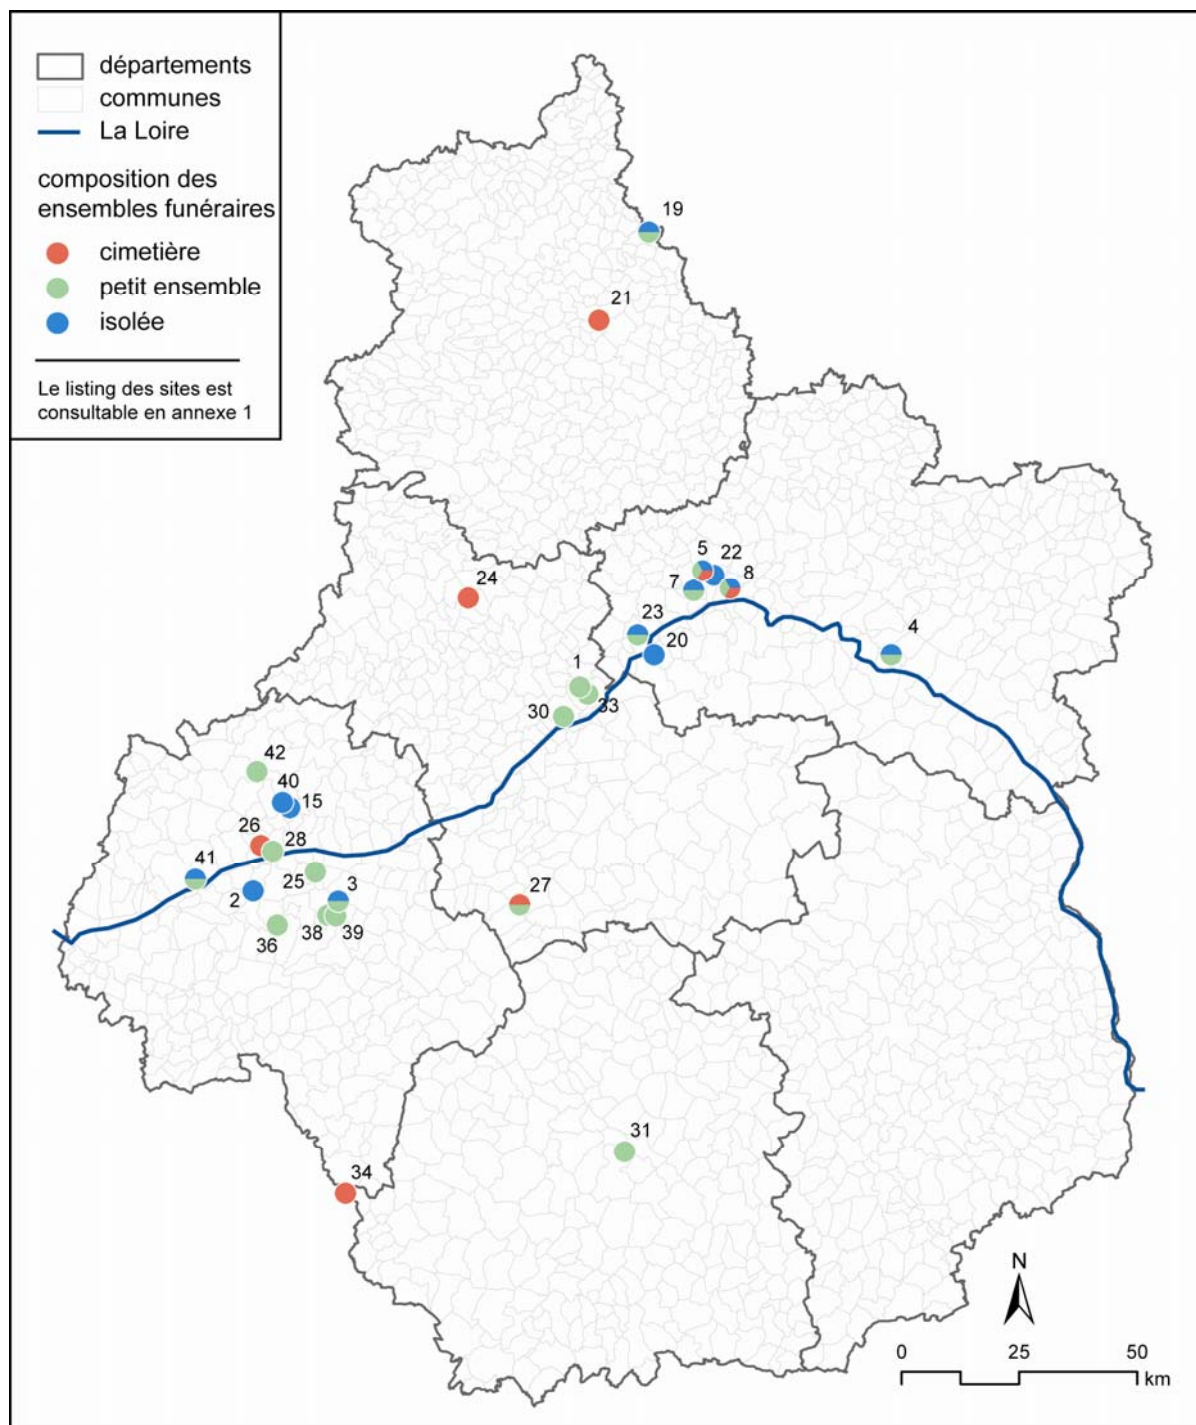 départements
communes
La Loire
composition des
ensembles funéraires
cimetière
petit ensemble
isolée
Le listing des sites est
consultable en annexe 1
19
21
5
22
24
7
8
23
4
20
1
33
30
42
40
15
26
28
41
25
3
27
2
38
39
36
31
34
N
0 25 50
km